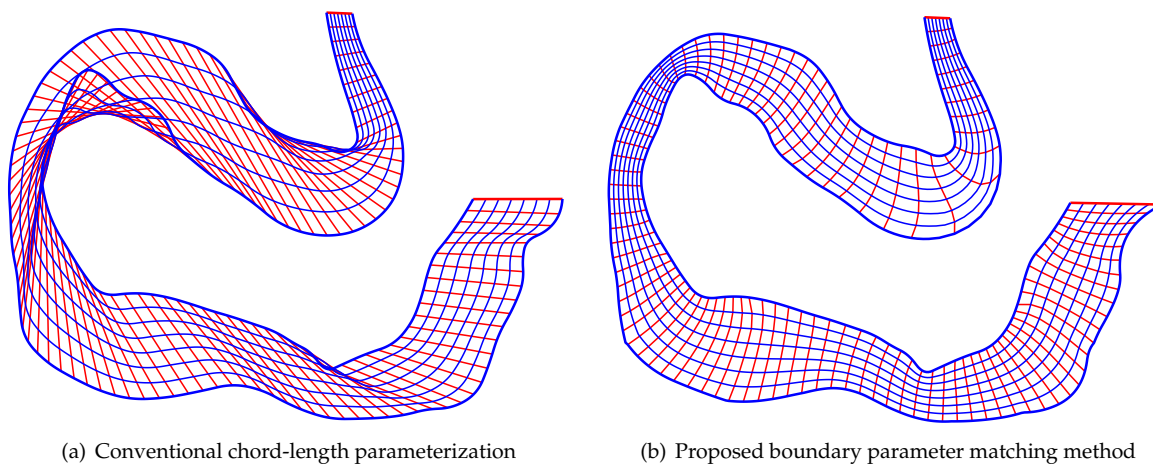 (a) Conventional chord-length parameterization
(b) Proposed boundary parameter matching method